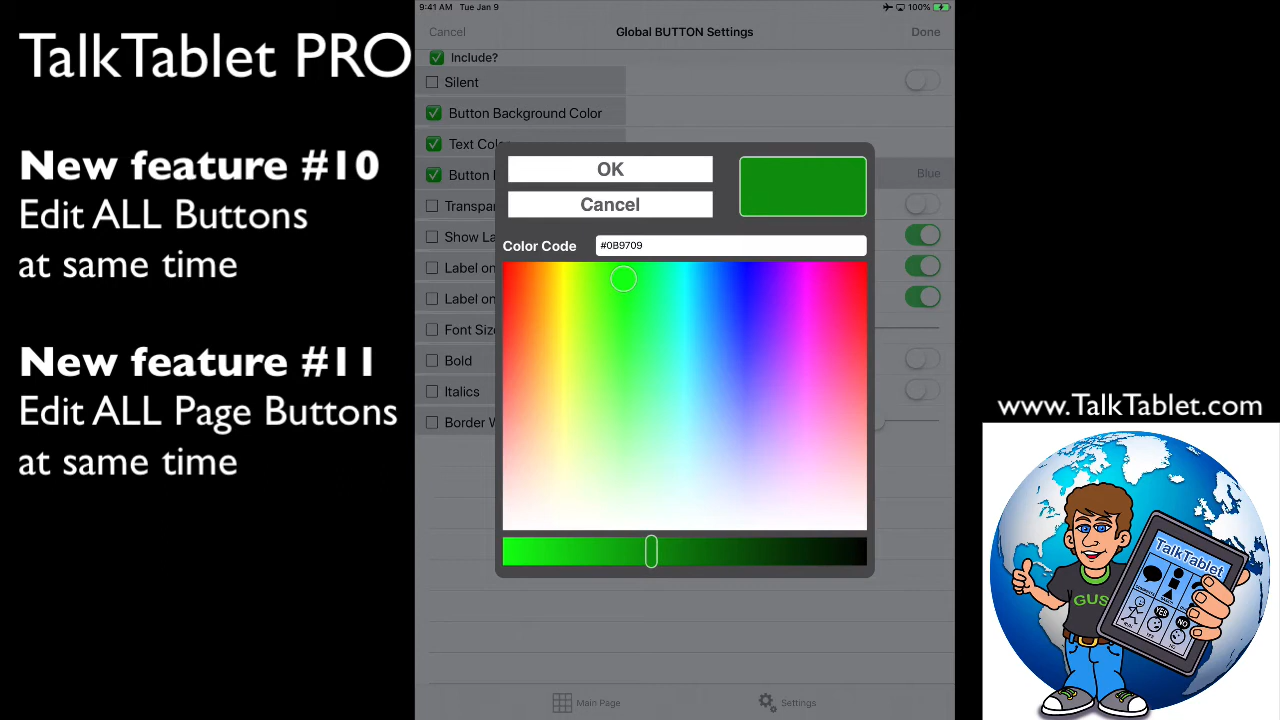 TalkTablet PRO
New feature #10
Edit ALL Buttons
at same time
New feature #11
Edit ALL Page Buttons
at same time
9:41 AM Tue Jan 9
100%
Cancel
Global BUTTON Settings
Done
Include?
Silent
Button Background Color
Text Colo
Button
Blue
Transpa
Show La
Label on
Label on
Font Size
Bold
Italics
Border W
OK
Cancel
Color Code
#0B9709
Main Page
Settings
www.TalkTablet.com
TalkTablet
GUS
YES
NO